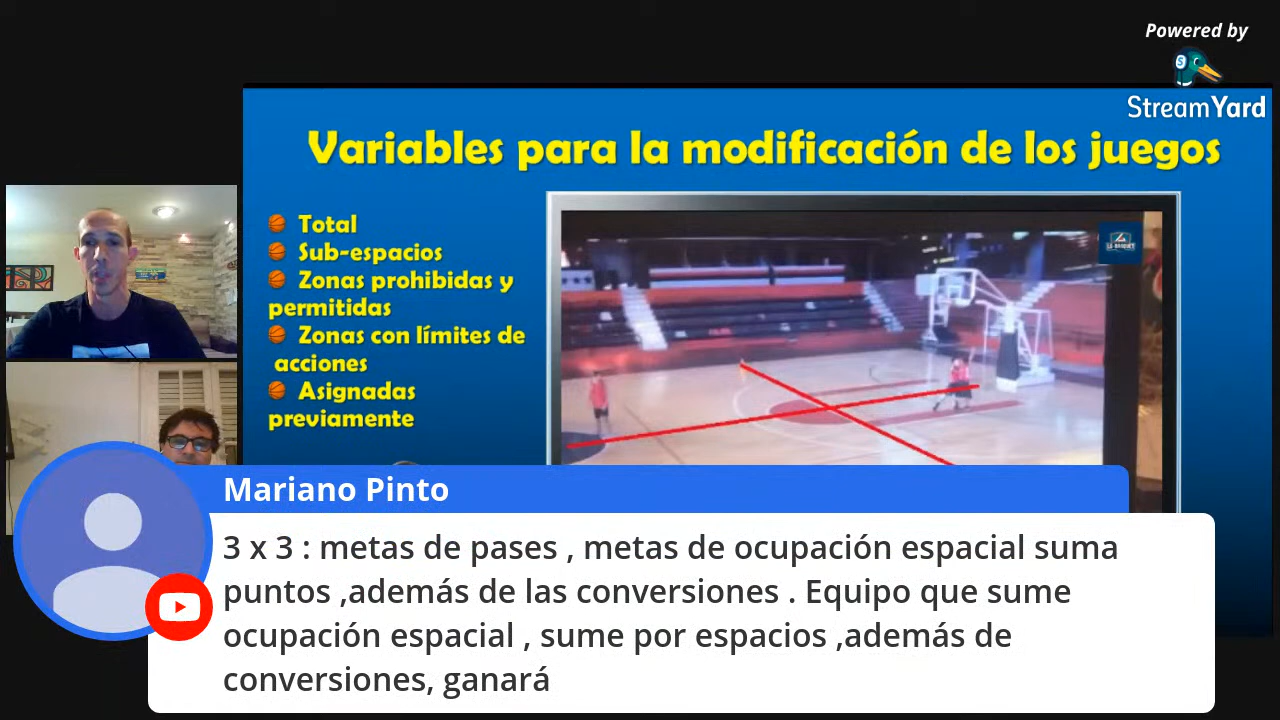 Powered by
StreamYard
Variables para la modificación de los juegos
Total
Sub-espacios
Zonas prohibidas y
permitidas
Zonas con límites de
acciones
Asignadas
previamente
Mariano Pinto
3 x 3 : metas de pases , metas de ocupación espacial suma
puntos ,además de las conversiones . Equipo que sume
ocupación espacial , sume por espacios ,además de
conversiones, ganará